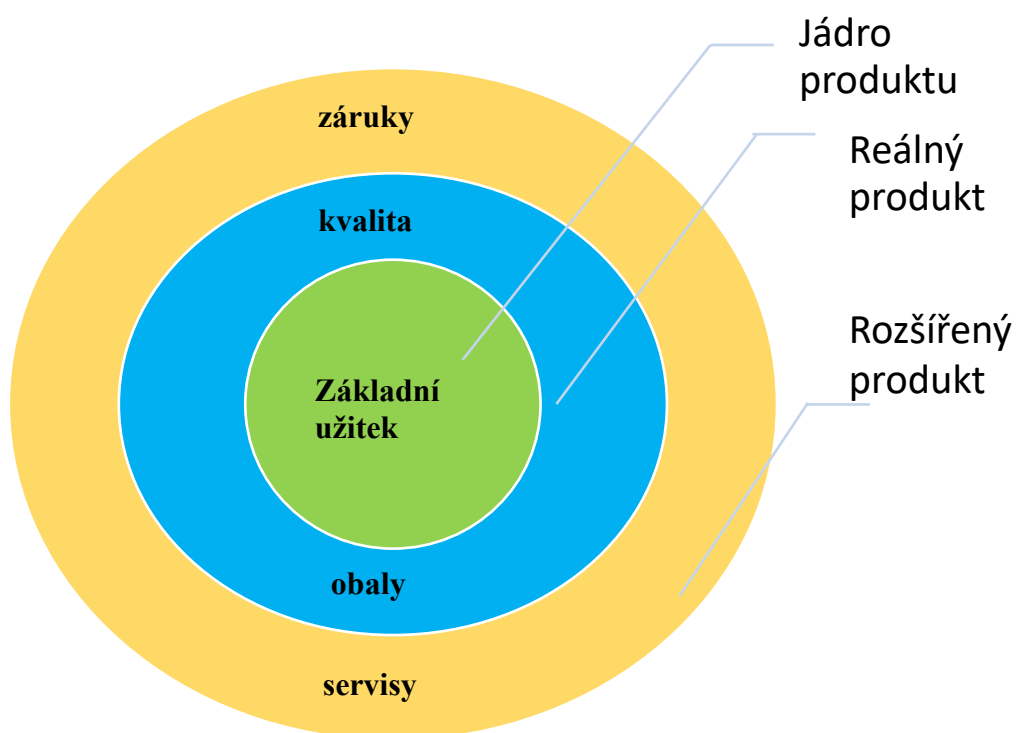 Jádro
produktu
záruky
Reálný
produkt
kvalita
Rozšířený
produkt
Základní
užitek
obaly
servisy